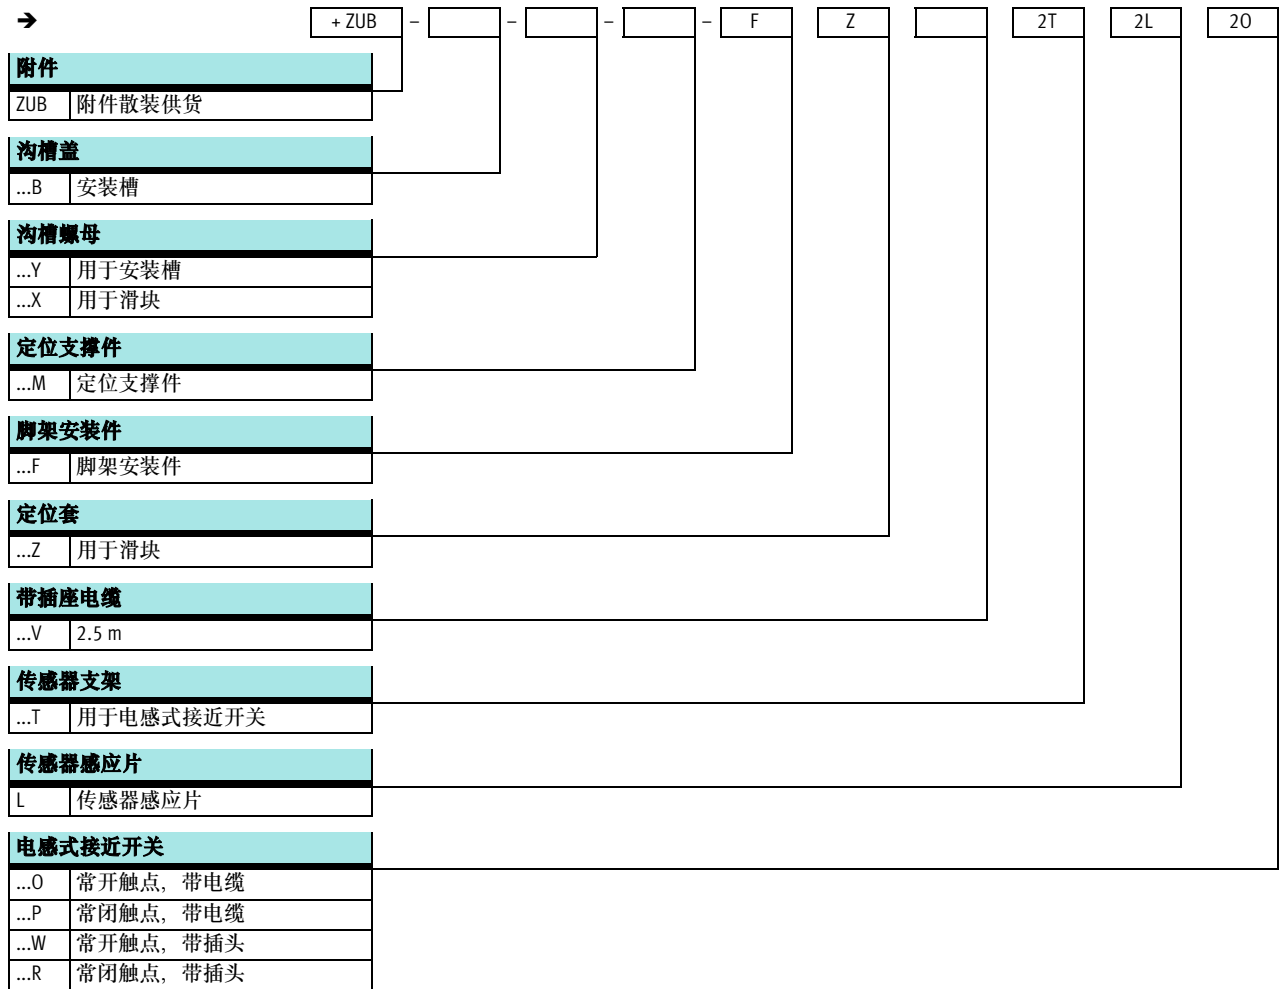 ➔ + ZUB – – – – F Z 2T 2L 2O
附件
ZUB 附件散装供货
沟槽盖
...B 安装槽
沟槽螺母
...Y 用于安装槽
...X 用于滑块
定位支撑件
...M 定位支撑件
脚架安装件
...F 脚架安装件
定位套
...Z 用于滑块
带插座电缆
...V 2.5 m
传感器支架
...T 用于电感式接近开关
传感器感应片
L 传感器感应片
电感式接近开关
...O 常开触点，带电缆
...P 常闭触点，带电缆
...W 常开触点，带插头
...R 常闭触点，带插头